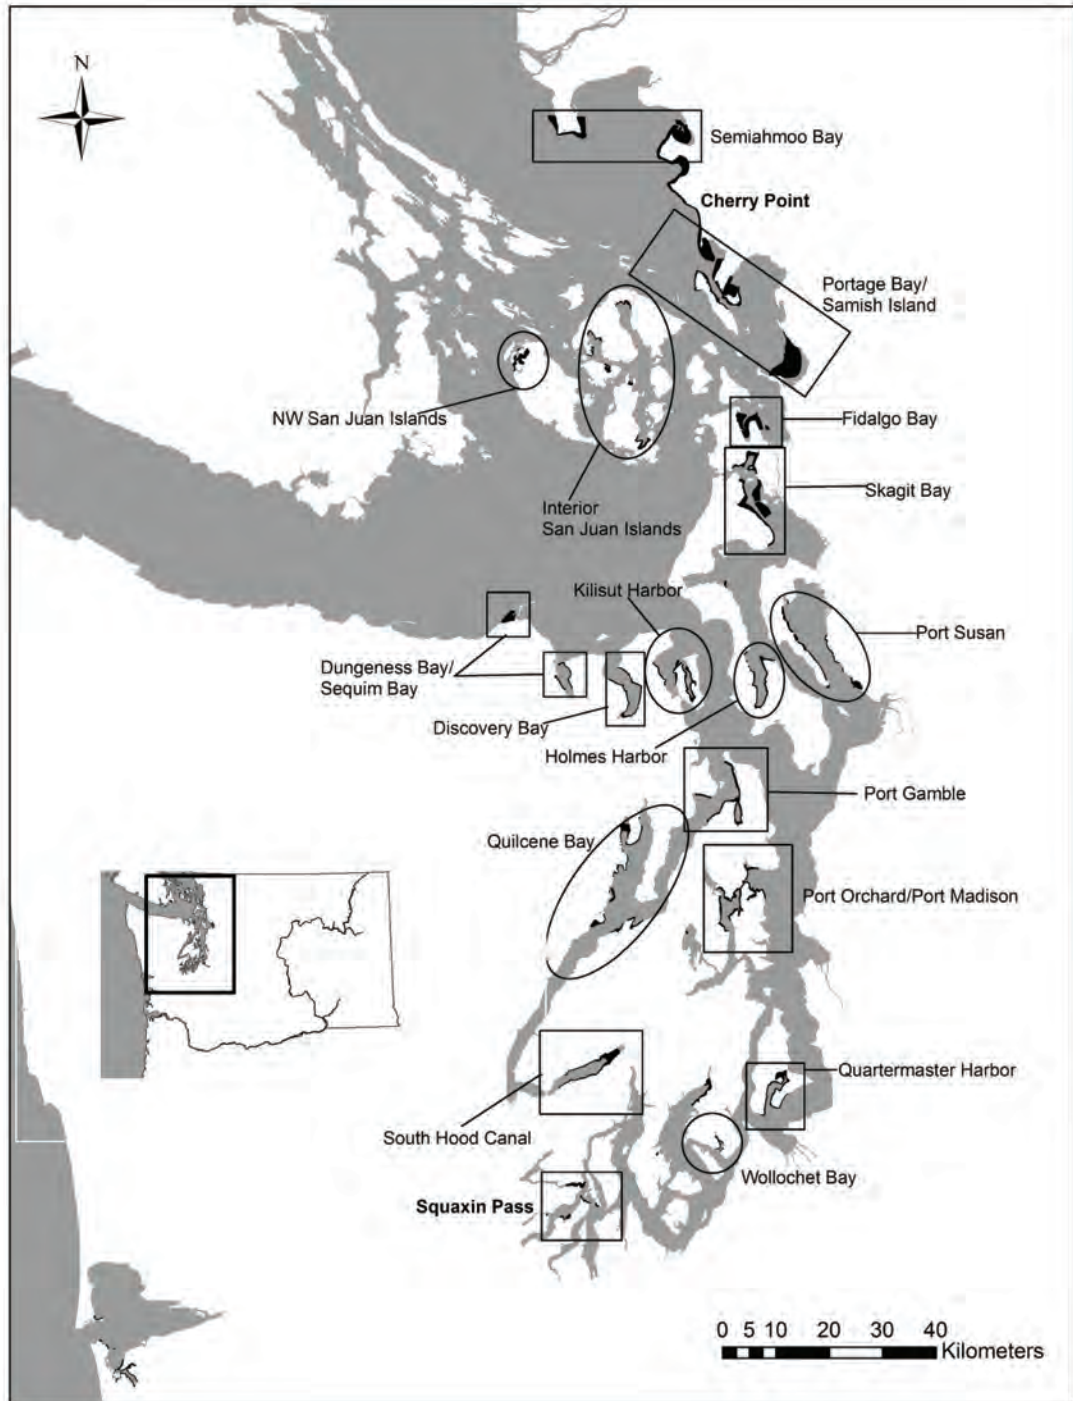 N
Semiahmoo Bay
Cherry Point
Portage Bay/
Samish Island
NW San Juan Islands
Fidalgo Bay
Skagit Bay
Interior
San Juan Islands
Kilisut Harbor
Port Susan
Dungeness Bay/
Sequim Bay
Discovery Bay
Holmes Harbor
Port Gamble
Quilcene Bay
Port Orchard/Port Madison
Quartermaster Harbor
South Hood Canal
Wollochet Bay
Squaxin Pass
0 5 10 20 30 40
Kilometers